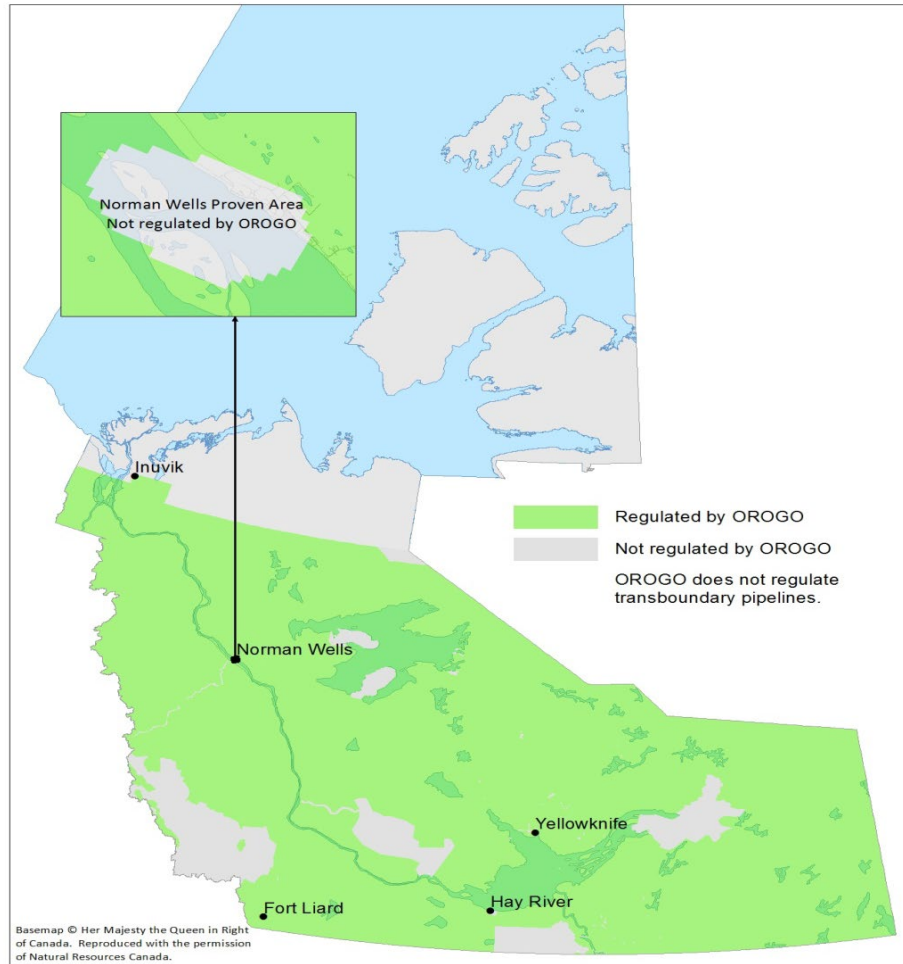 Norman Wells Proven Area
Not regulated by OROGO
Inuvik
Regulated by OROGO
Not regulated by OROGO
OROGO does not regulate
transboundary pipelines.
Norman Wells
Yellowknife
Fort Liard
Hay River
Basemap © Her Majesty the Queen in Right
of Canada. Reproduced with the permission
of Natural Resources Canada.